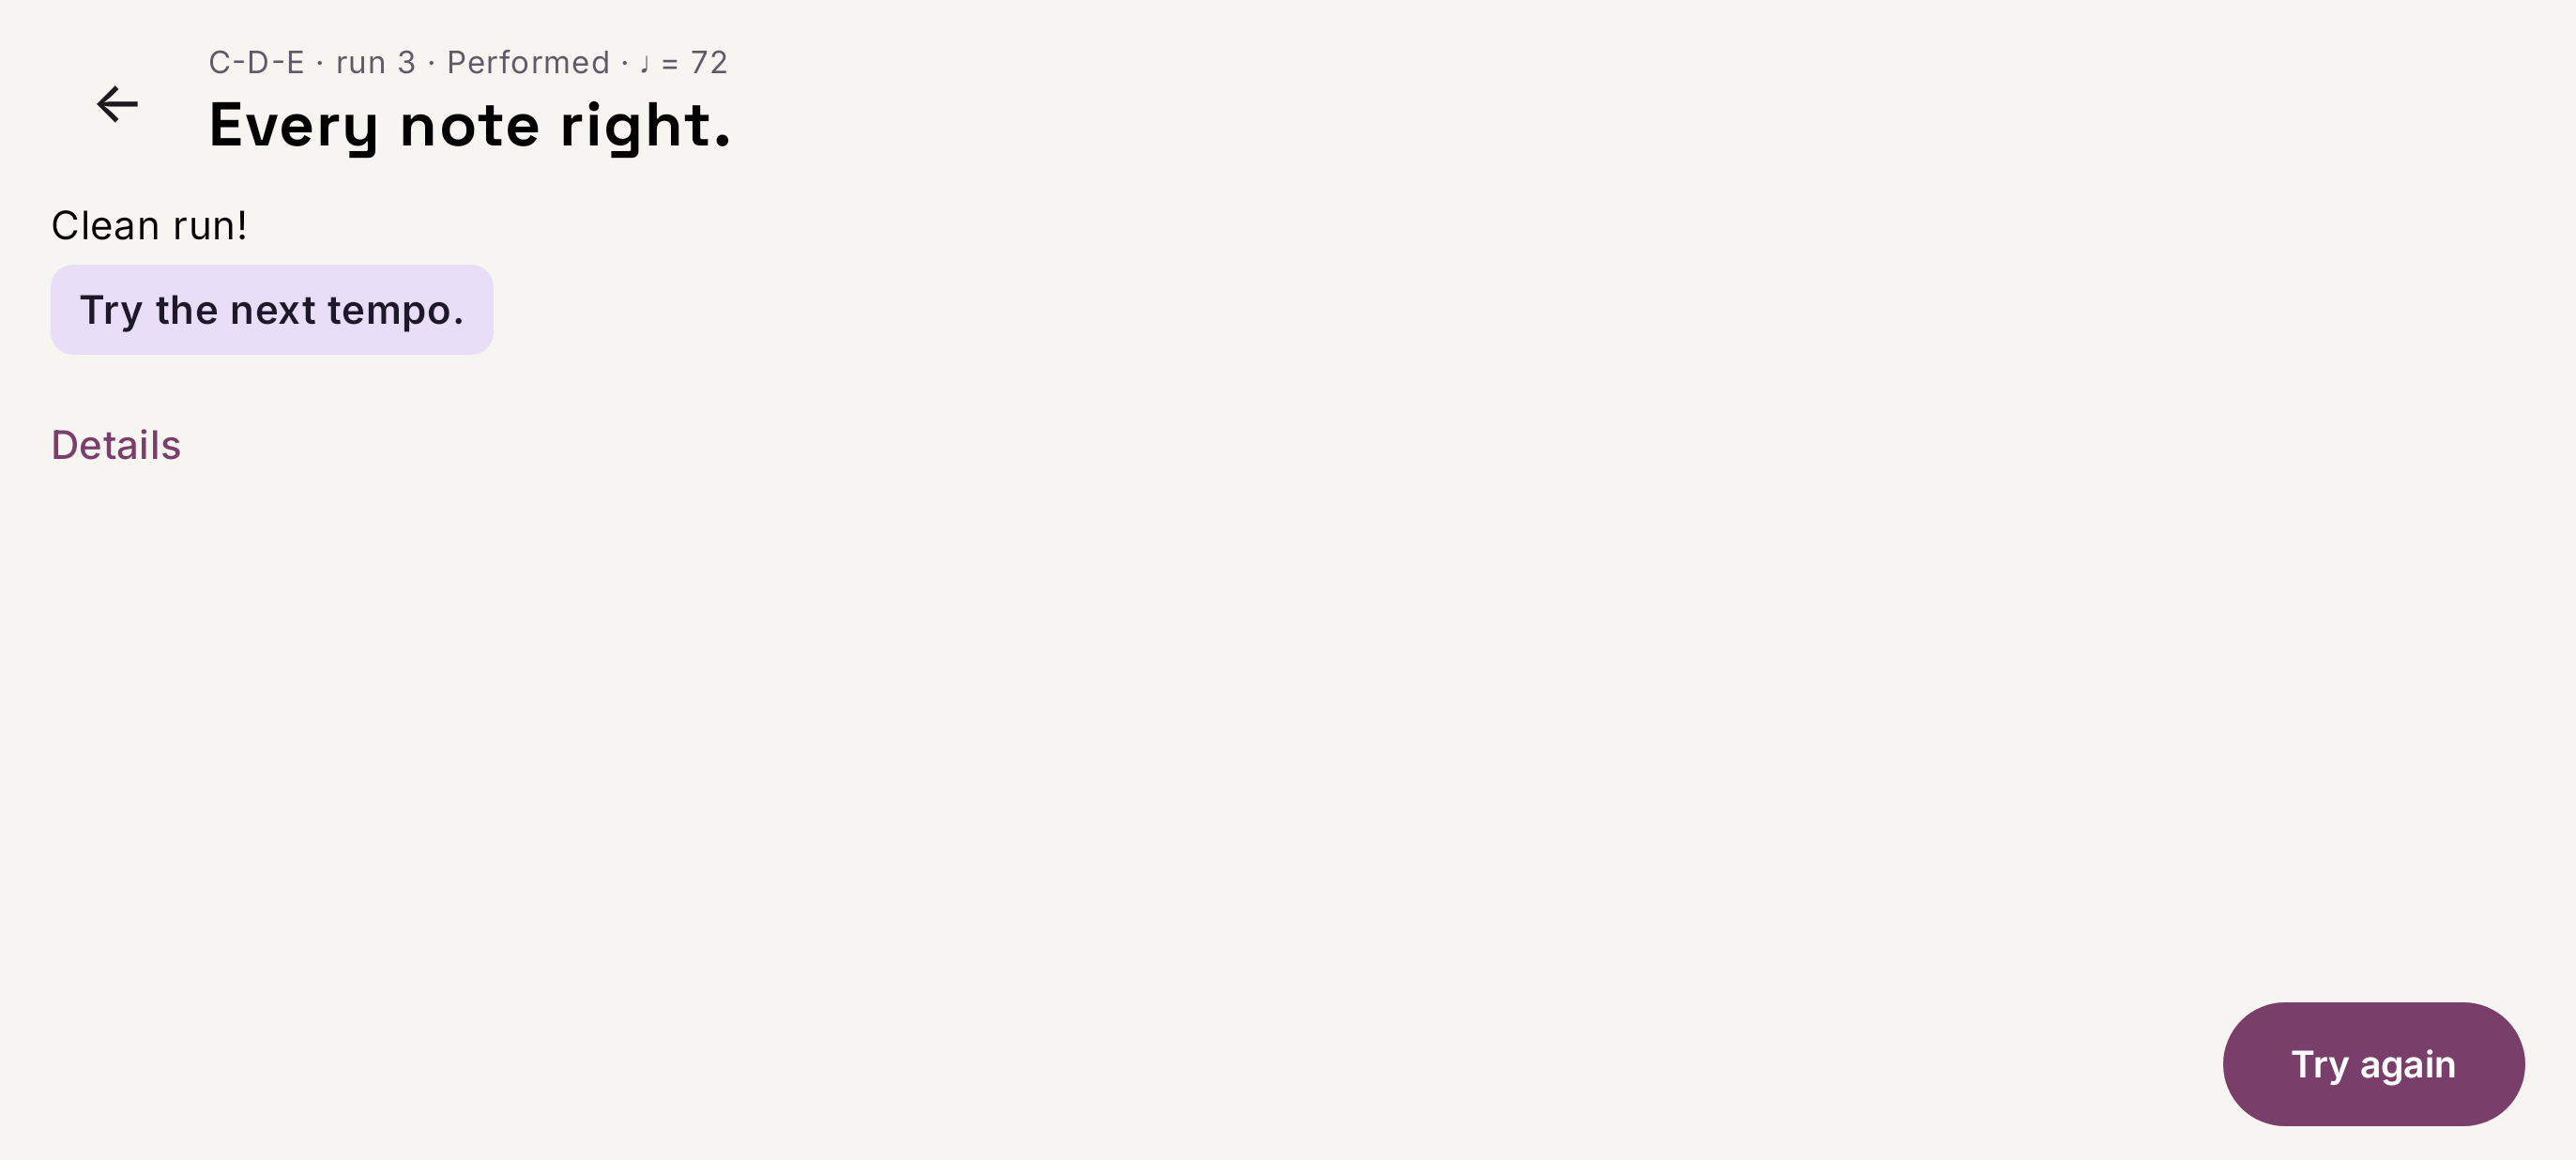 C-D-E · run 3 · Performed · ♩ = 72
Every note right.
Clean run!
Try the next tempo.
Details
Try again